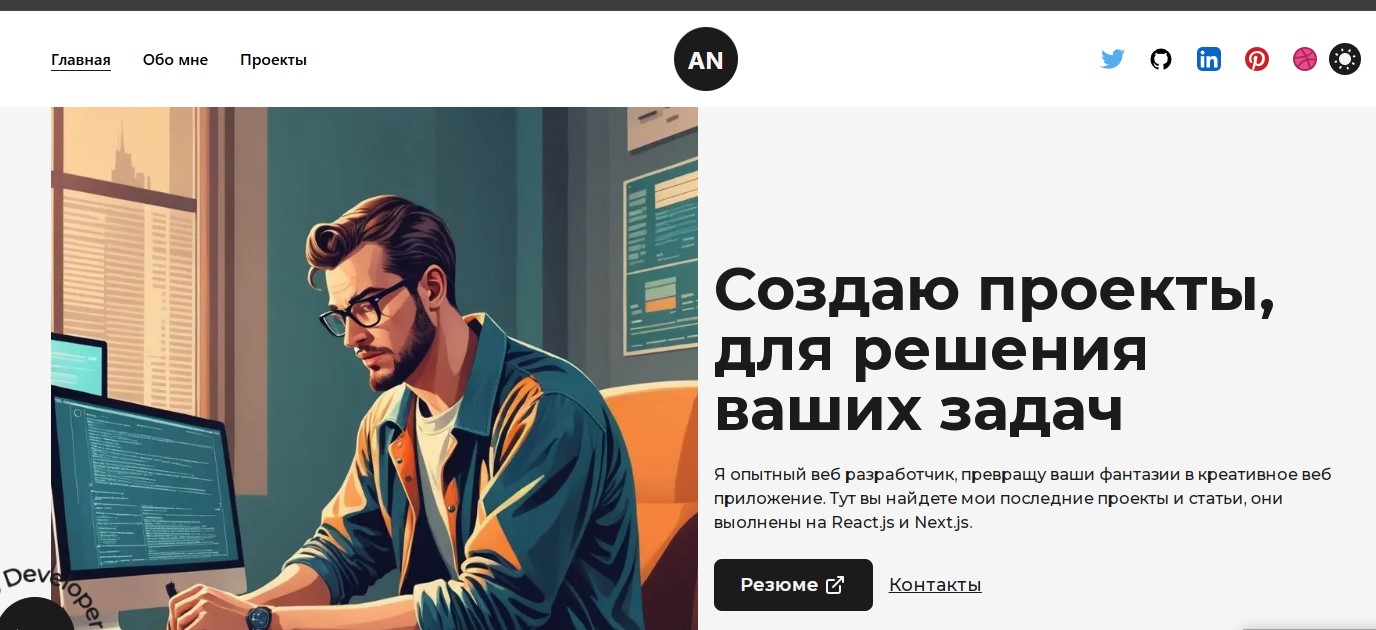 Главная Обо мне Проекты AN in
Создаю проекты,
для решения
ваших задач
Я опытный веб разработчик, превращу ваши фантазии в креативное веб
приложение. Тут вы найдете мои последние проекты и статьи, они
выолнены на React.js и Next.js.
Резюме Контакты
Developer